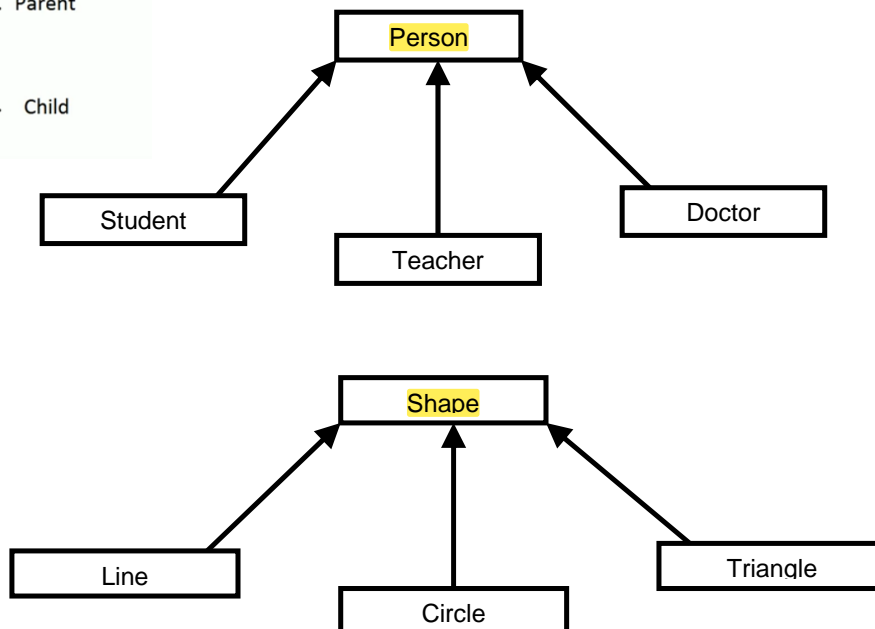 . Parent
Person
Child
Student
Doctor
Teacher
Shape
Line
Triangle
Circle